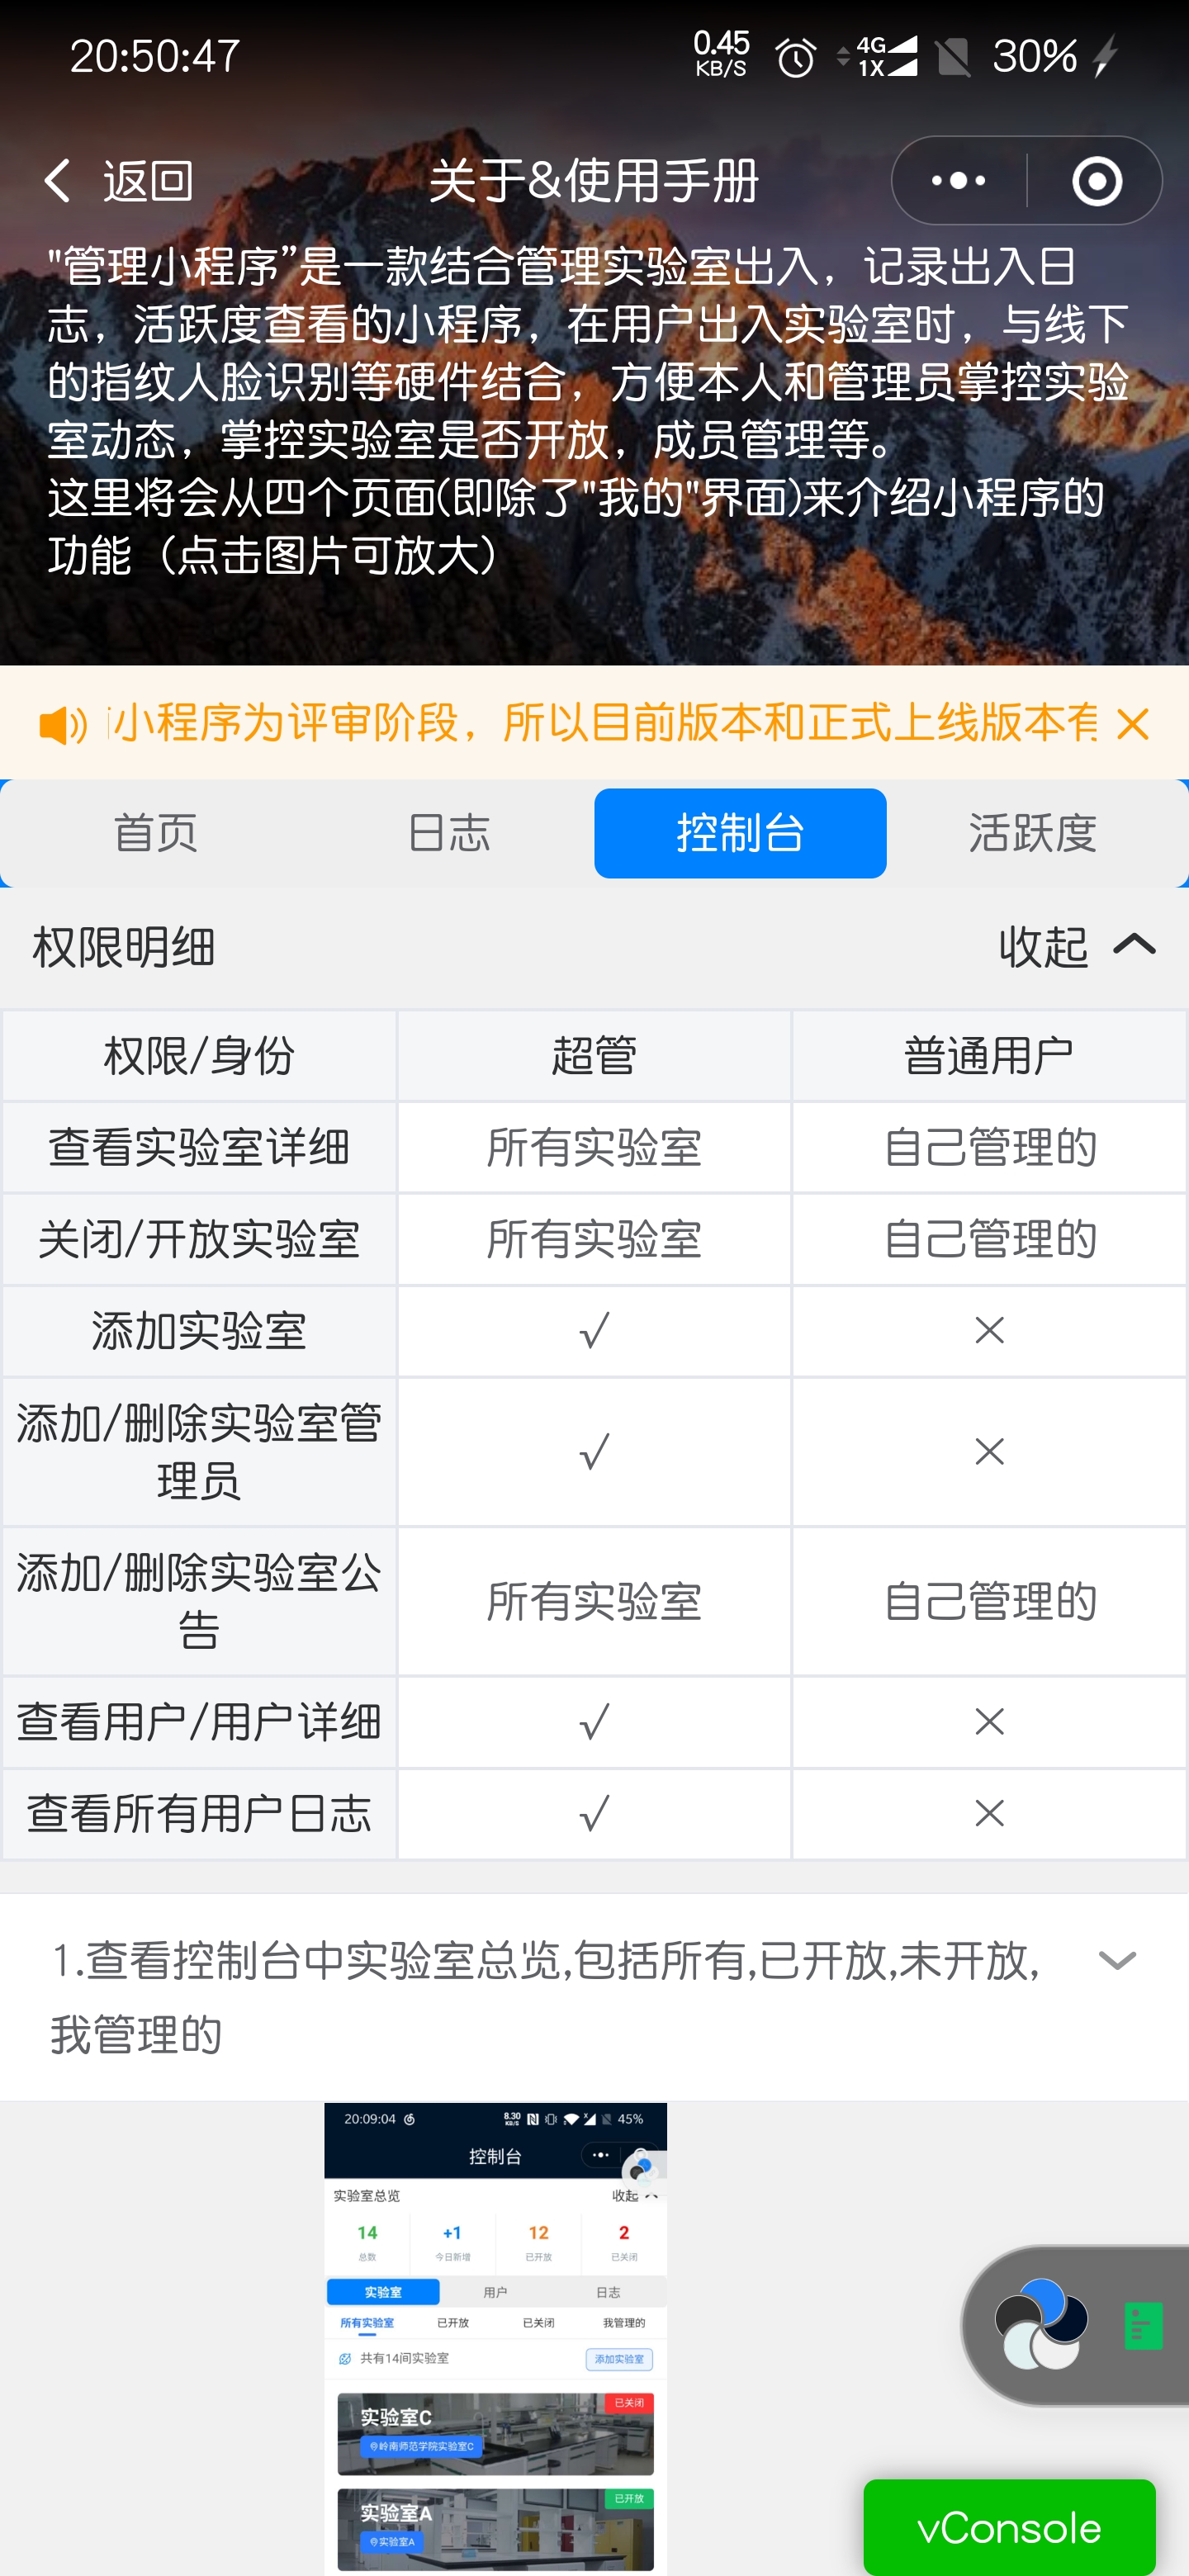 20:50:47 0.45 KB/S 4G 1X 30%
返回 关于&使用手册
"管理小程序”是一款结合管理实验室出入，记录出入日
志，活跃度查看的小程序，在用户出入实验室时，与线下
的指纹人脸识别等硬件结合，方便本人和管理员掌控实验
室动态，掌控实验室是否开放，成员管理等。
这里将会从四个页面(即除了"我的"界面)来介绍小程序的
功能（点击图片可放大）
小程序为评审阶段，所以目前版本和正式上线版本有
首页 日志 控制台 活跃度
权限明细 收起
权限/身份 超管 普通用户
查看实验室详细 所有实验室 自己管理的
关闭/开放实验室 所有实验室 自己管理的
添加实验室 √ ×
添加/删除实验室管
理员 √ ×
添加/删除实验室公
告 所有实验室 自己管理的
查看用户/用户详细 √ ×
查看所有用户日志 √ ×
1.查看控制台中实验室总览,包括所有,已开放,未开放,
我管理的
20:09:04 8.30 KB/S 45%
控制台
实验室总览 收起
14 +1 12 2
总数 今日新增 已开放 已关闭
实验室 用户 日志
所有实验室 已开放 已关闭 我管理的
共有14间实验室 添加实验室
已关闭
实验室C
岭南师范学院实验室C
已开放
实验室A
实验室A
vConsole